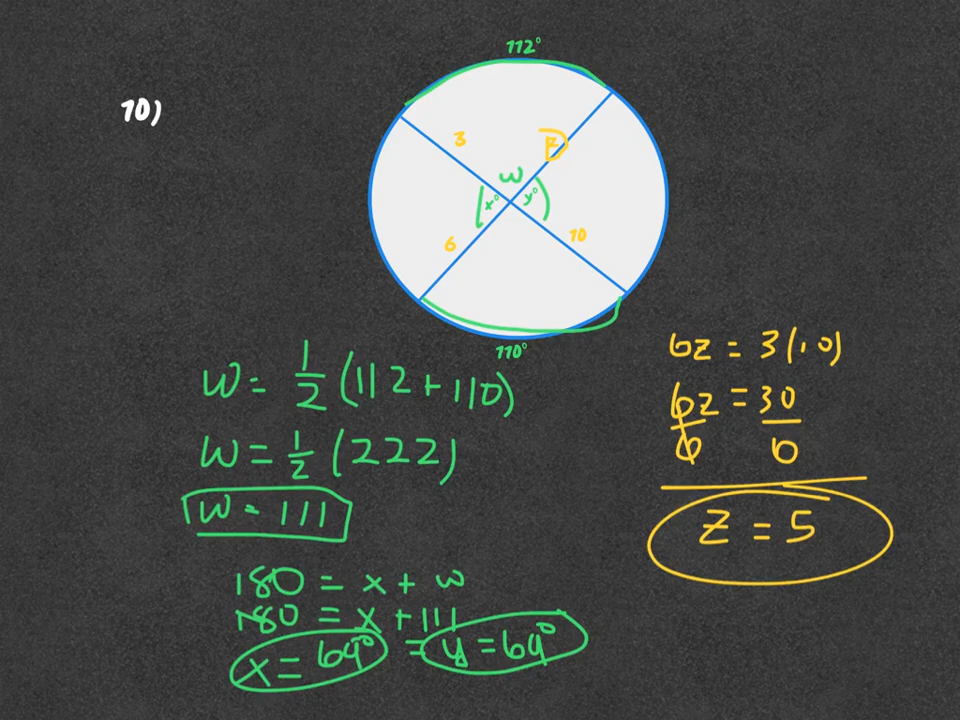 10)
112°
3
z
w
x°
y°
6
10
110°
w = 1/2 (112 + 110)
w = 1/2 (222)
w = 111
180 = x + w
180 = x + 111
x = 69° = y = 69°
6z = 3(10)
6z = 30
6 6
z = 5